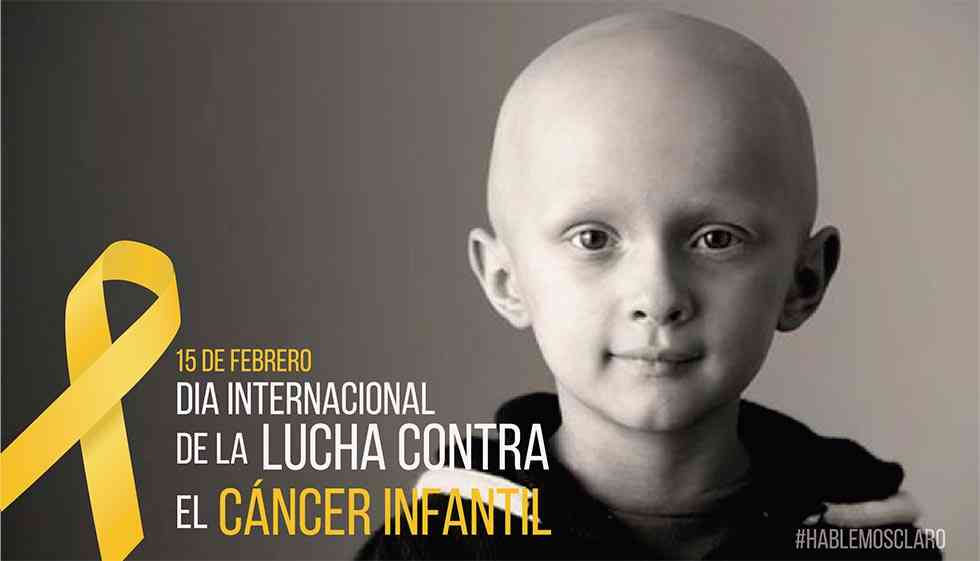 15 DE FEBRERO
DIA INTERNACIONAL
DE LA LUCHA CONTRA
EL CÁNCER INFANTIL
#HABLEMOSCLARO